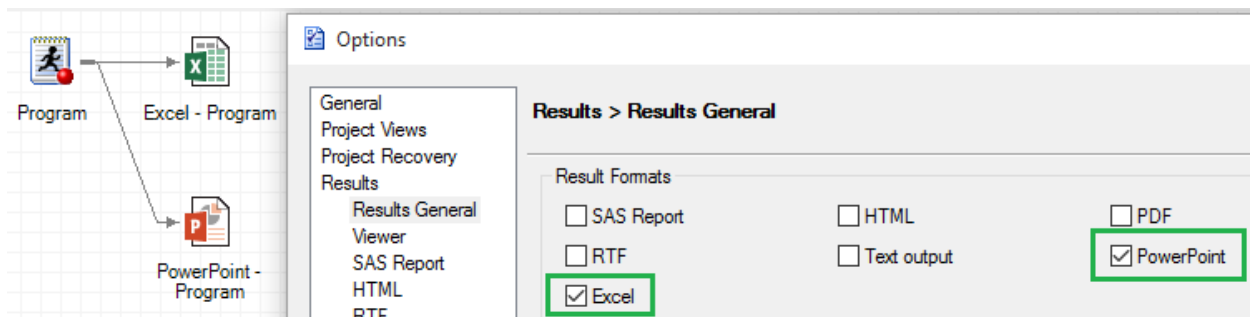 Program
Excel - Program
PowerPoint -
Program
Options
General
Project Views
Project Recovery
Results
Results General
Viewer
SAS Report
HTML
RTF
Results > Results General
Result Formats
SAS Report
HTML
PDF
RTF
Text output
PowerPoint
Excel